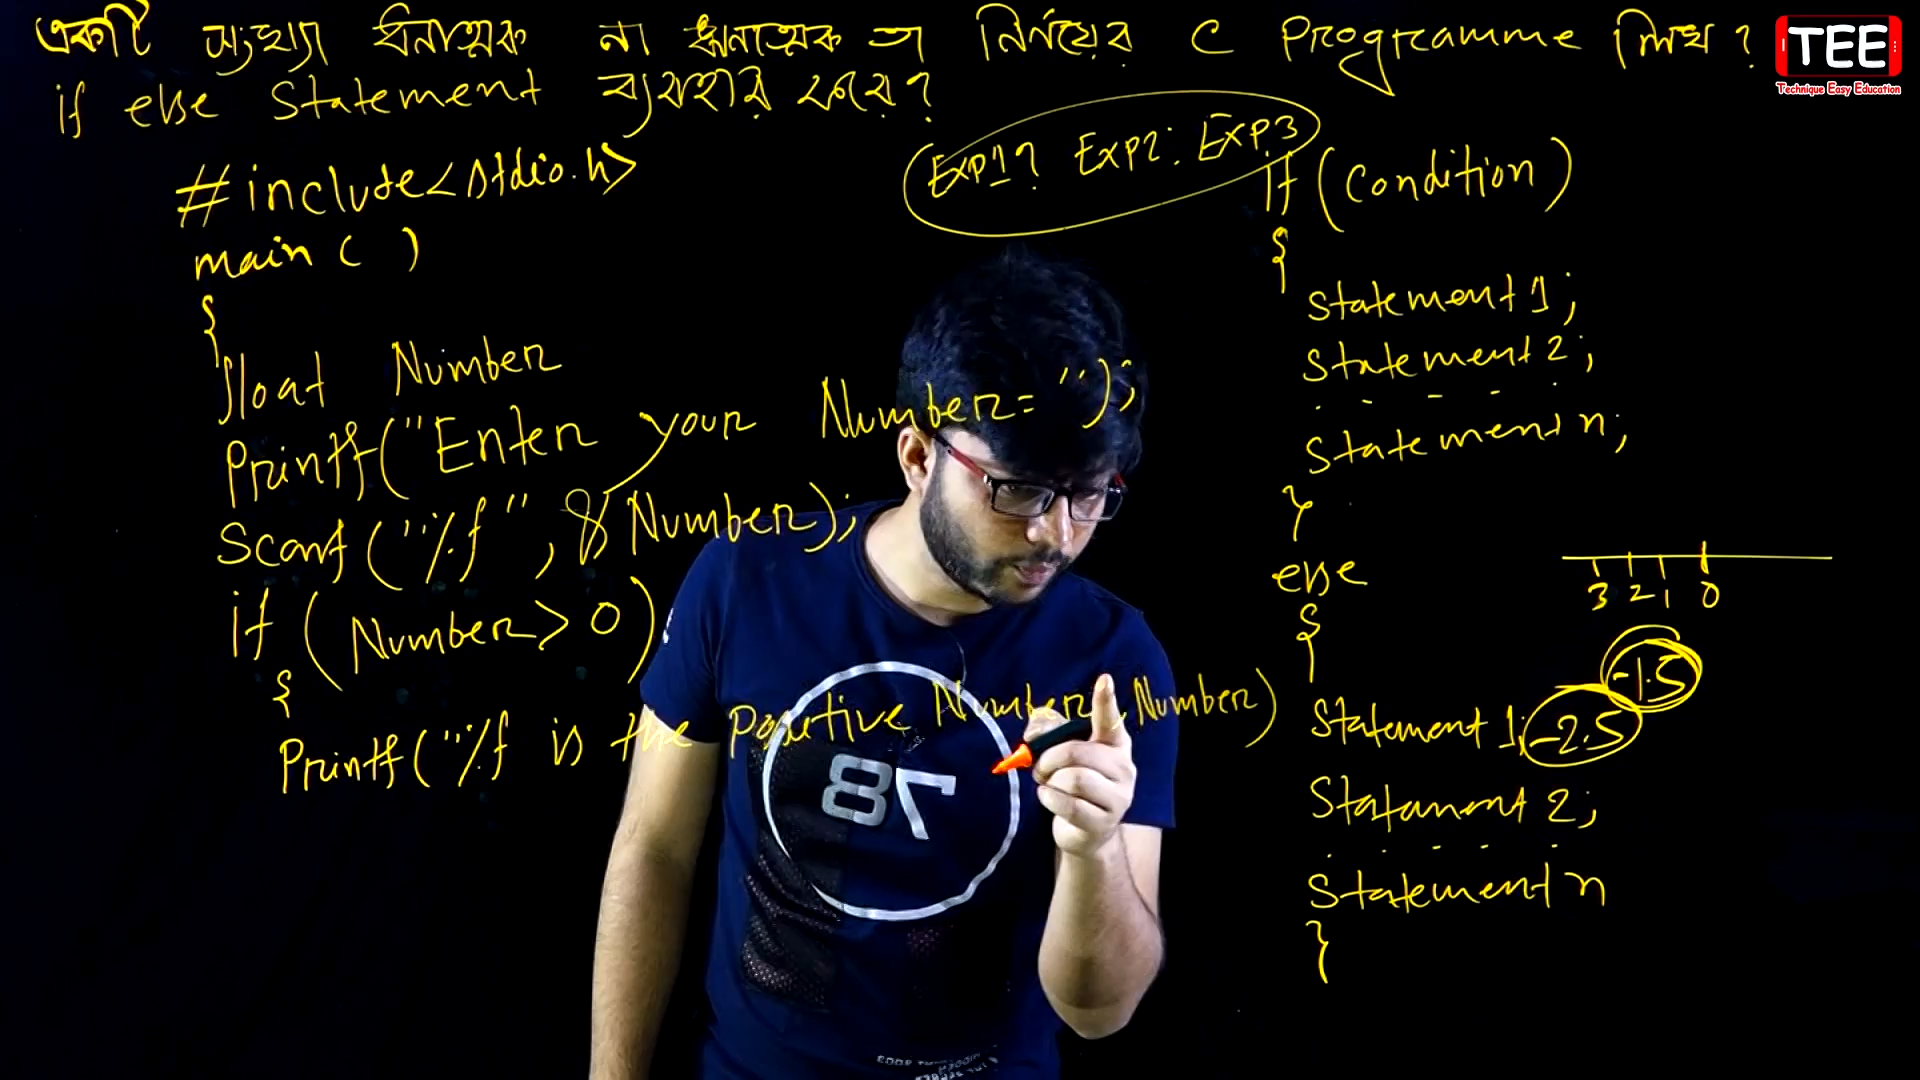 একটি সংখ্যা ধনাত্মক না ঋনাত্মক তা নির্ণয়ের C Programme লিখ?
if else Statement ব্যবহার করে?
#include<stdio.h>
main ( )
{
float Number
Printf("Enter your Number=");
Scanf("%f", & Number);
if (Number > 0)
{
Printf("%f is the positive Number", Number)
Exp1? Exp2: Exp3
if (condition)
{
Statement 1;
Statement 2;
- - - -
Statement n;
}
else
{
Statement 1;
Statement 2;
- - - -
Statement n
}
3 2 1 0
-1.5
-2.5
TEE
Technique Easy Education
78